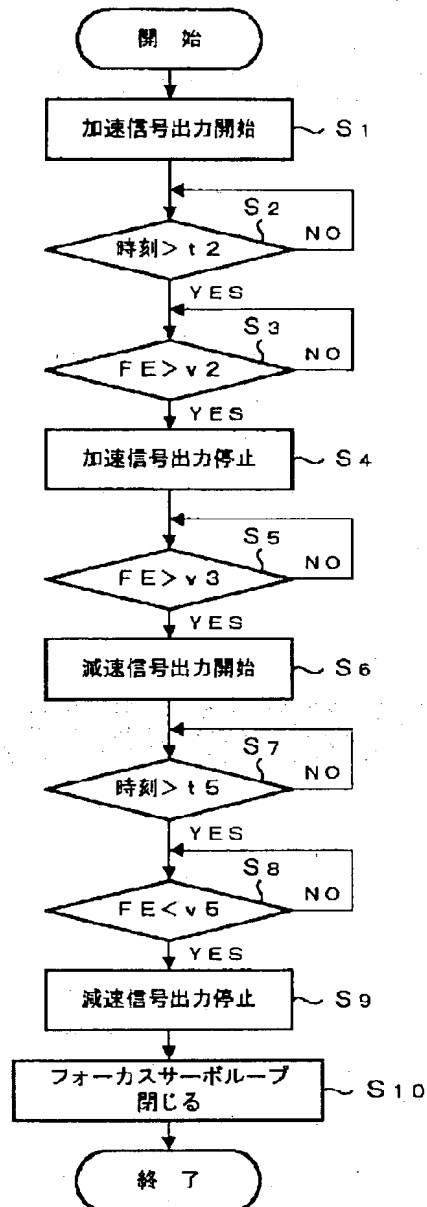 開 始
加速信号出力開始 S1
S2
時刻>t2 NO
YES
S3
FE>v2 NO
YES
加速信号出力停止 S4
S5
FE>v3 NO
YES
減速信号出力開始 S6
S7
時刻>t5 NO
YES
S8
FE<v5 NO
YES
減速信号出力停止 S9
フォーカスサーボループ
閉じる S10
終 了